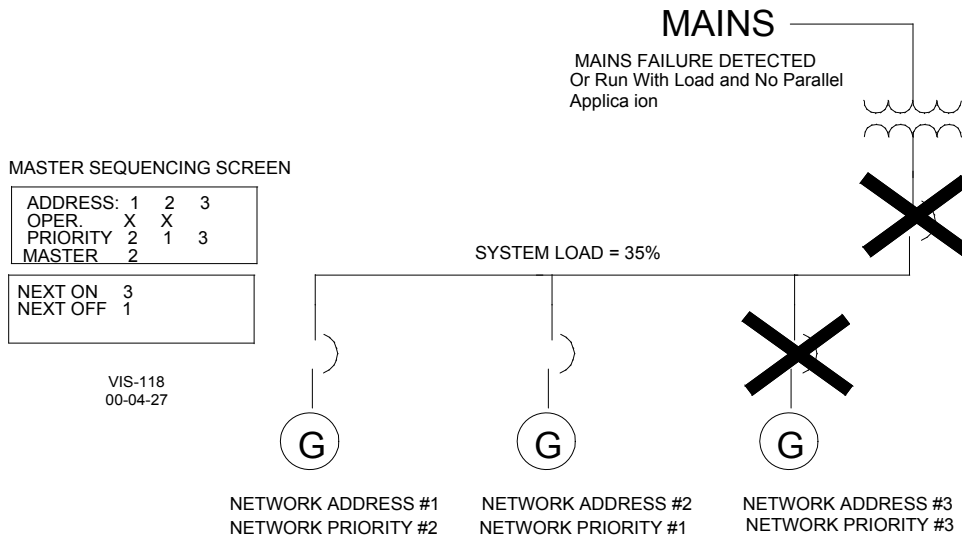 MAINS
MAINS FAILURE DETECTED
Or Run With Load and No Parallel
Applica ion
MASTER SEQUENCING SCREEN
ADDRESS: 1 2 3
OPER. X X
PRIORITY 2 1 3
MASTER 2
SYSTEM LOAD = 35%
NEXT ON 3
NEXT OFF 1
VIS-118
00-04-27
G G G
NETWORK ADDRESS #1
NETWORK PRIORITY #2
NETWORK ADDRESS #2
NETWORK PRIORITY #1
NETWORK ADDRESS #3
NETWORK PRIORITY #3